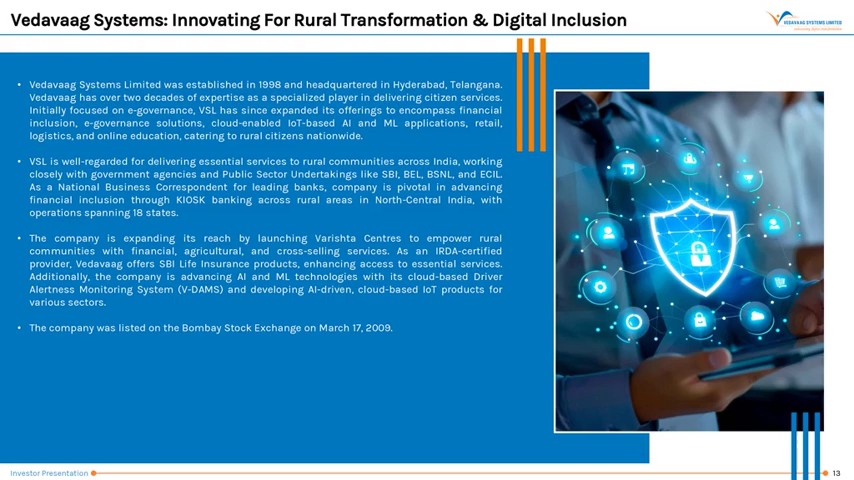 Vedavaag Systems: Innovating For Rural Transformation & Digital Inclusion
VEDAVAAG SYSTEMS LIMITED
• Vedavaag Systems Limited was established in 1998 and headquartered in Hyderabad, Telangana.
Vedavaag has over two decades of expertise as a specialized player in delivering citizen services.
Initially focused on e-governance, VSL has since expanded its offerings to encompass financial
inclusion, e-governance solutions, cloud-enabled IoT-based AI and ML applications, retail,
logistics, and online education, catering to rural citizens nationwide.
• VSL is well-regarded for delivering essential services to rural communities across India, working
closely with government agencies and Public Sector Undertakings like SBI, BEL, BSNL, and ECIL.
As a National Business Correspondent for leading banks, company is pivotal in advancing
financial inclusion through KIOSK banking across rural areas in North-Central India, with
operations spanning 18 states.
• The company is expanding its reach by launching Varishta Centres to empower rural
communities with financial, agricultural, and cross-selling services. As an IRDA-certified
provider, Vedavaag offers SBI Life Insurance products, enhancing access to essential services.
Additionally, the company is advancing AI and ML technologies with its cloud-based Driver
Alertness Monitoring System (V-DAMS) and developing AI-driven, cloud-based IoT products for
various sectors.
• The company was listed on the Bombay Stock Exchange on March 17, 2009.
Investor Presentation
13